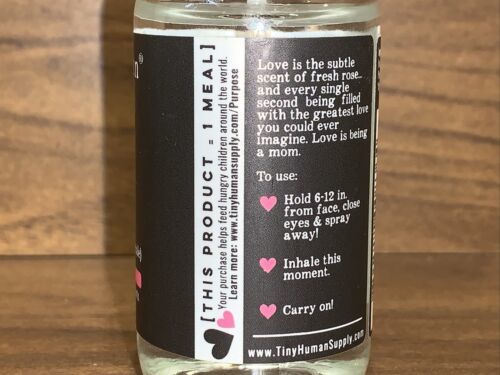 n®
[THIS PRODUCT = 1 MEAL]
Your purchase helps feed hungry children around the world.
Learn more: www.tinyhumansupply.com/Purpose
Love is the subtle
scent of fresh rose...
and every single
second being filled
with the greatest love
you could ever
imagine. Love is being
a mom.
To use:
Hold 6-12 in.
from face, close
eyes & spray
away!
Inhale this
moment.
Carry on!
www.TinyHumanSupply.com